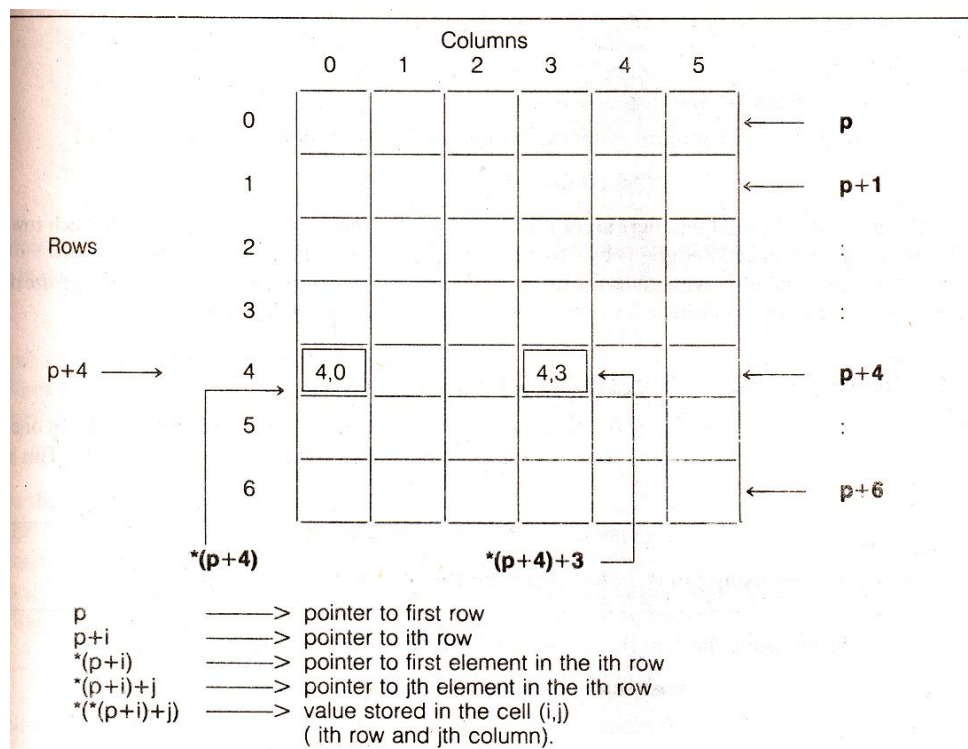 Columns
0 1 2 3 4 5
0 p
1 p+1
Rows 2 :
3 :
p+4 4 4,0 4,3 p+4
5 :
6 p+6
*(p+4) *(p+4)+3
p ———> pointer to first row
p+i ———> pointer to ith row
*(p+i) ———> pointer to first element in the ith row
*(p+i)+j ———> pointer to jth element in the ith row
*(*(p+i)+j) ———> value stored in the cell (i,j)
( ith row and jth column).